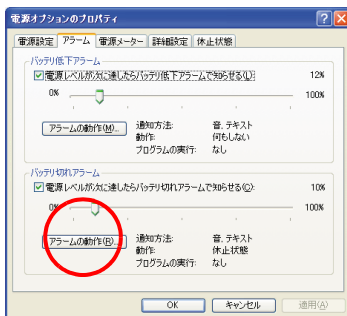 電源オプションのプロパティ
電源設定 アラーム 電源メーター 詳細設定 休止状態
バッテリ低下アラーム
電源レベルが次に達したらバッテリ低下アラームで知らせる(L): 12%
0% 100%
アラームの動作(M)... 通知方法: 音, テキスト
動作: 何もしない
プログラムの実行: なし
バッテリ切れアラーム
電源レベルが次に達したらバッテリ切れアラームで知らせる(C): 10%
0% 100%
アラームの動作(R)... 通知方法: 音, テキスト
動作: 休止状態
プログラムの実行: なし
OK キャンセル 適用(A)